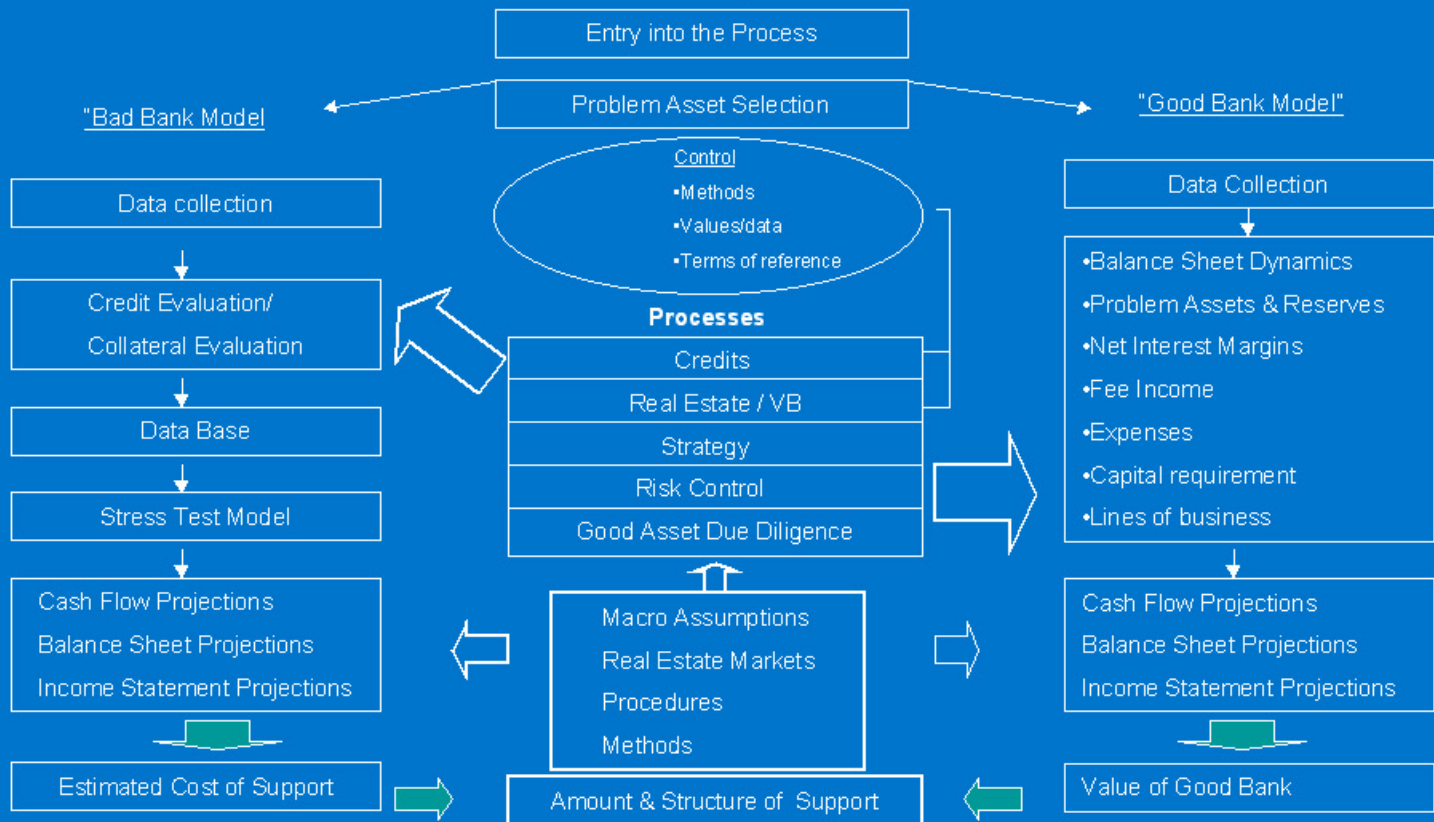 Entry into the Process
Problem Asset Selection
"Bad Bank Model
Data collection
Credit Evaluation/
Collateral Evaluation
Data Base
Stress Test Model
Cash Flow Projections
Balance Sheet Projections
Income Statement Projections
Estimated Cost of Support
Control
•Methods
•Values/data
•Terms of reference
Processes
Credits
Real Estate / VB
Strategy
Risk Control
Good Asset Due Diligence
Macro Assumptions
Real Estate Markets
Procedures
Methods
Amount & Structure of Support
"Good Bank Model"
Data Collection
•Balance Sheet Dynamics
•Problem Assets & Reserves
•Net Interest Margins
•Fee Income
•Expenses
•Capital requirement
•Lines of business
Cash Flow Projections
Balance Sheet Projections
Income Statement Projections
Value of Good Bank